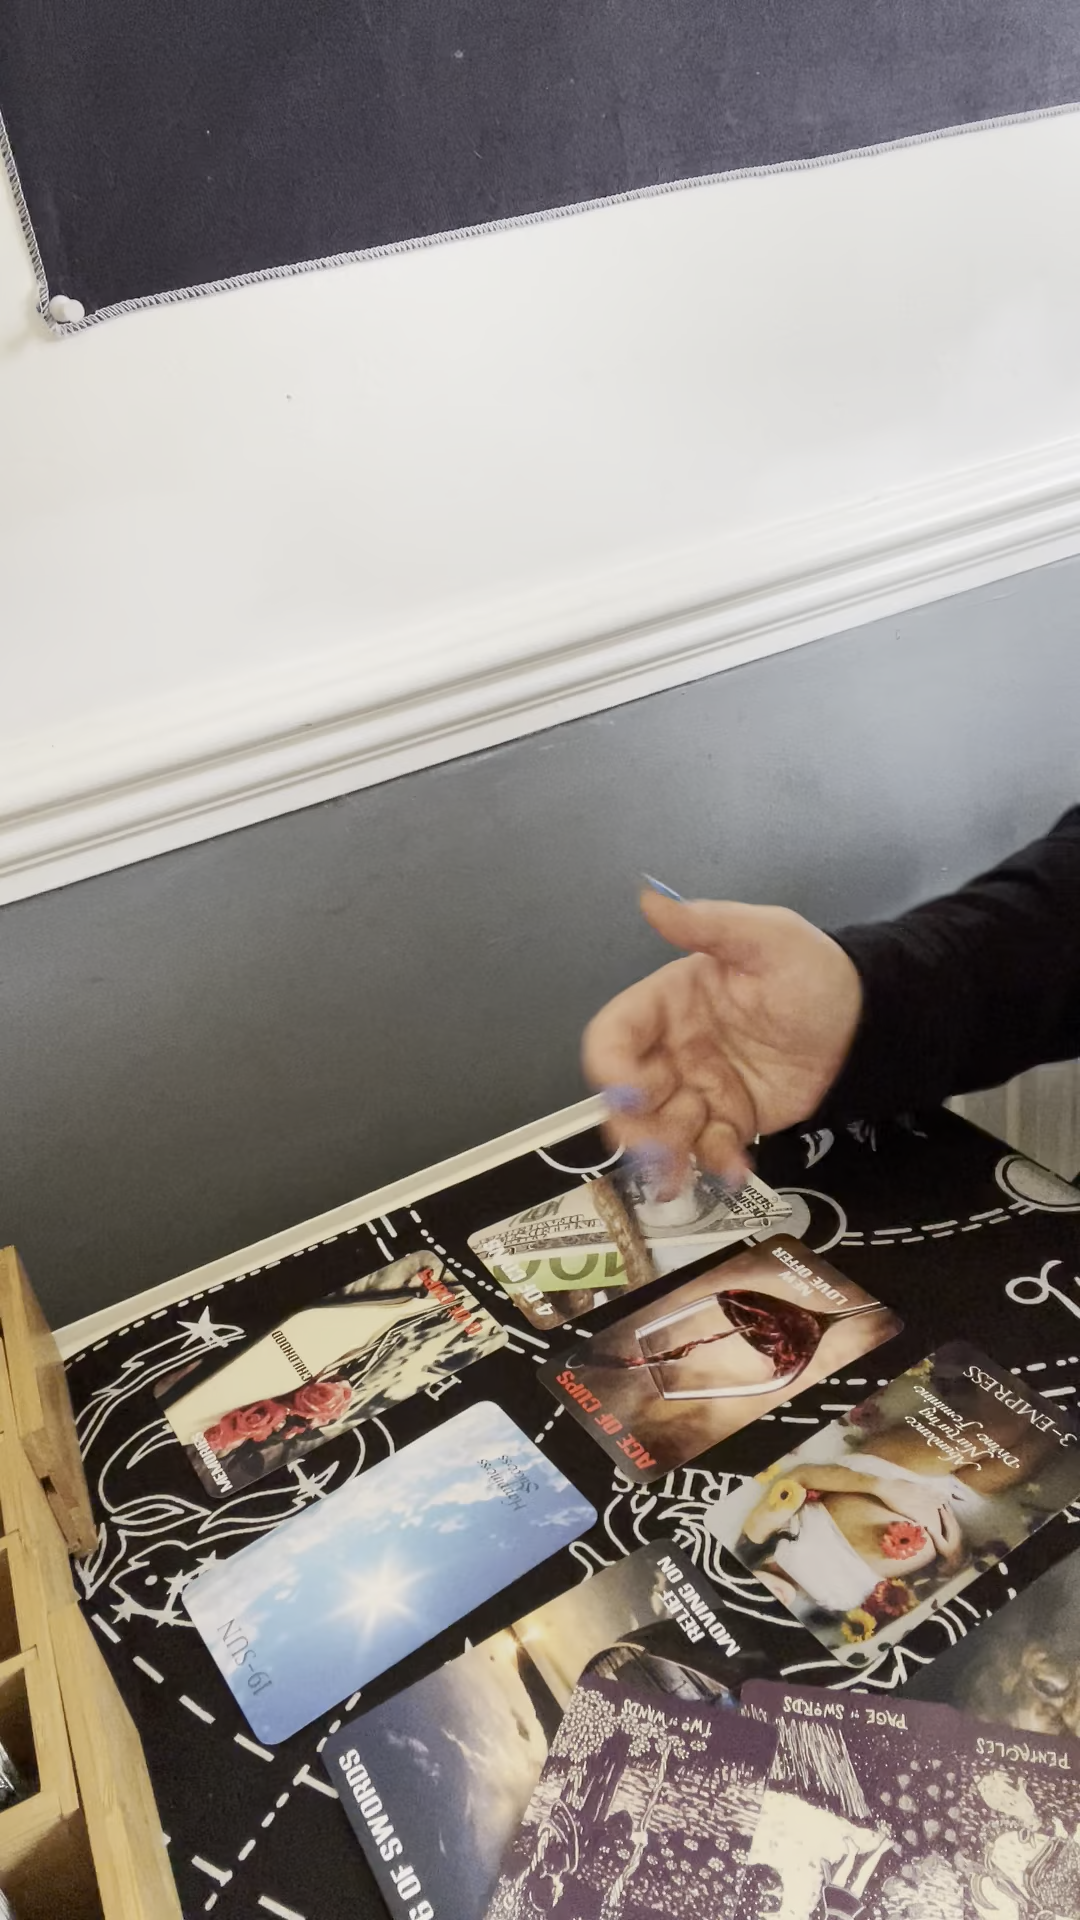 4 OF
100
NEW
LOVE OFFER
ACE OF CUPS
CHILDHOOD
MEMORIES
CUPS
3-EMPRESS
Abundance
Nurturing
Divine Feminine
Happiness
Success
19-SUN
RELIEF
MOVING ON
6 OF SWORDS
TWO OF WANDS
PAGE OF SWORDS
PENTACLES